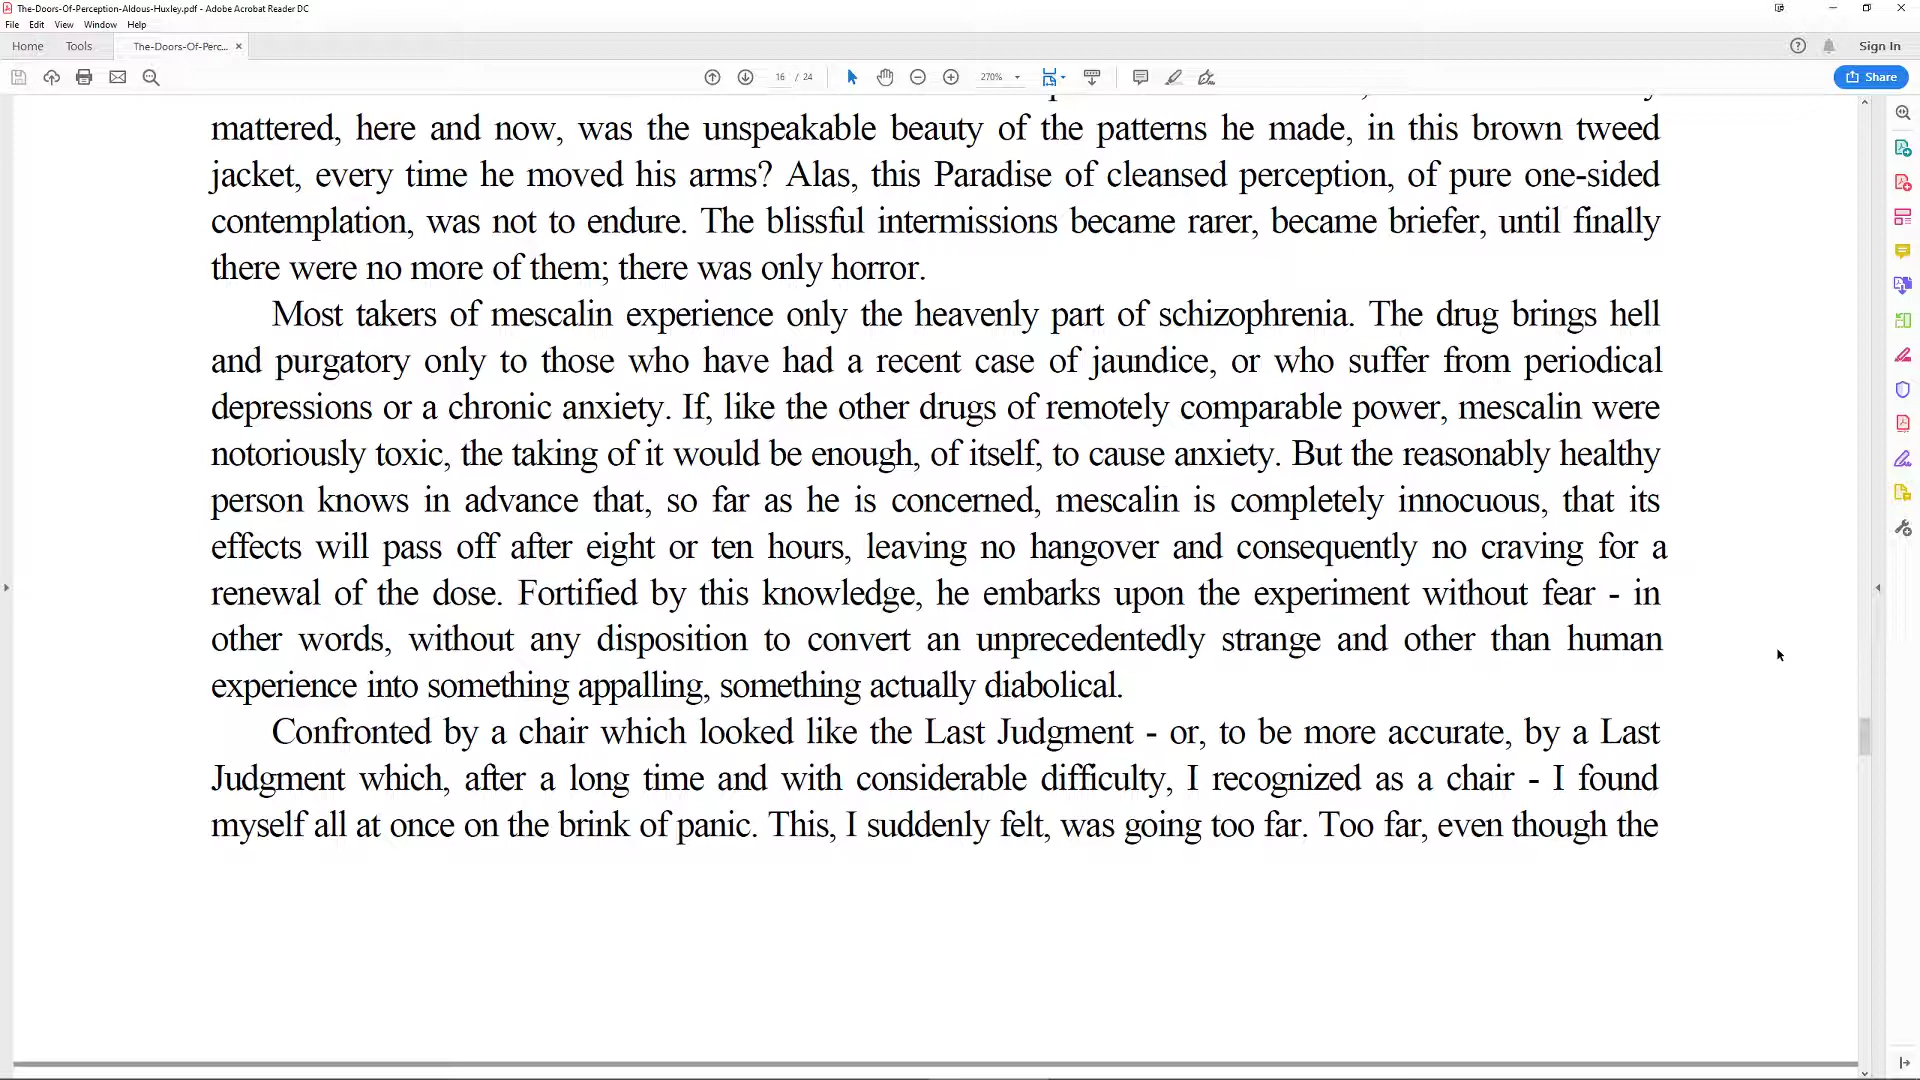 The-Doors-Of-Perception-Aldous-Huxley.pdf - Adobe Acrobat Reader DC
File Edit View Window Help
Home Tools The-Doors-Of-Perc... × Sign In
16 / 24 270% Share
mattered, here and now, was the unspeakable beauty of the patterns he made, in this brown tweed
jacket, every time he moved his arms? Alas, this Paradise of cleansed perception, of pure one-sided
contemplation, was not to endure. The blissful intermissions became rarer, became briefer, until finally
there were no more of them; there was only horror.
Most takers of mescalin experience only the heavenly part of schizophrenia. The drug brings hell
and purgatory only to those who have had a recent case of jaundice, or who suffer from periodical
depressions or a chronic anxiety. If, like the other drugs of remotely comparable power, mescalin were
notoriously toxic, the taking of it would be enough, of itself, to cause anxiety. But the reasonably healthy
person knows in advance that, so far as he is concerned, mescalin is completely innocuous, that its
effects will pass off after eight or ten hours, leaving no hangover and consequently no craving for a
renewal of the dose. Fortified by this knowledge, he embarks upon the experiment without fear - in
other words, without any disposition to convert an unprecedentedly strange and other than human
experience into something appalling, something actually diabolical.
Confronted by a chair which looked like the Last Judgment - or, to be more accurate, by a Last
Judgment which, after a long time and with considerable difficulty, I recognized as a chair - I found
myself all at once on the brink of panic. This, I suddenly felt, was going too far. Too far, even though the